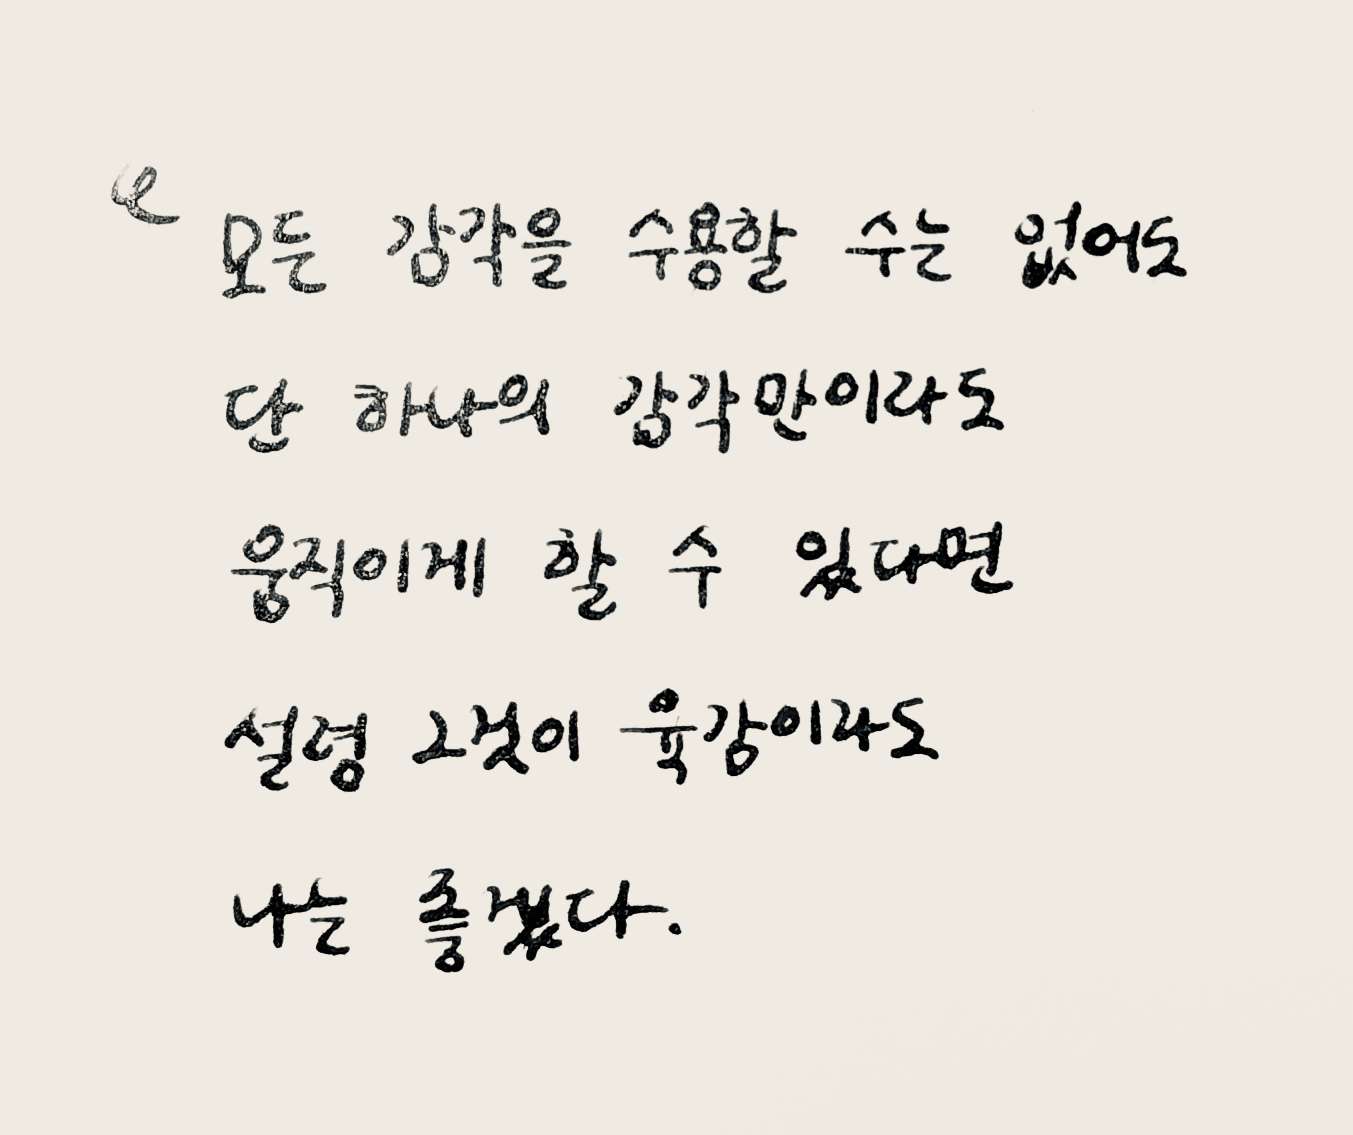 모든 감각을 수용할 수는 없어도
단 하나의 감각만이라도
움직이게 할 수 있다면
설령 그것이 육감이라도
나는 좋겠다.